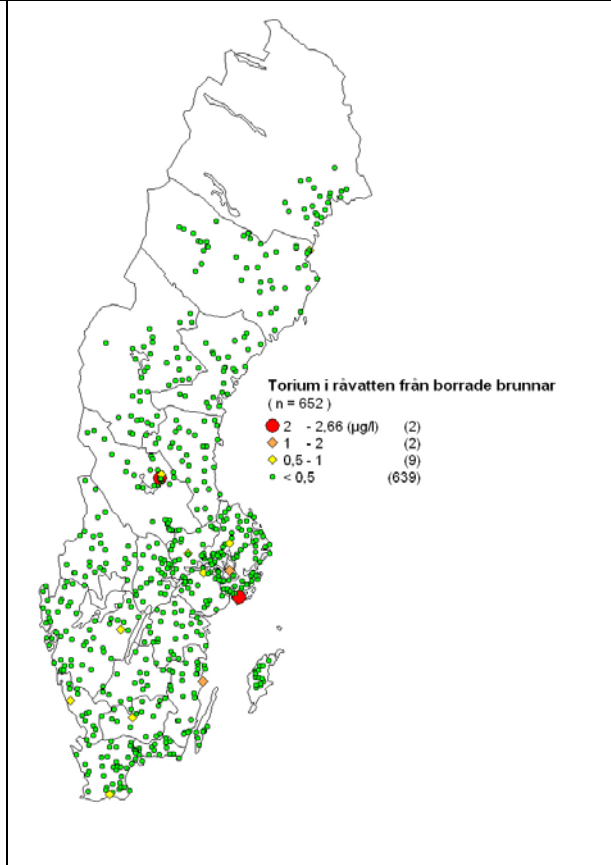 Torium i råvatten från borrade brunnar
( n = 652 )
2 - 2,66 (µg/l) (2)
1 - 2 (2)
0,5 - 1 (9)
< 0,5 (639)